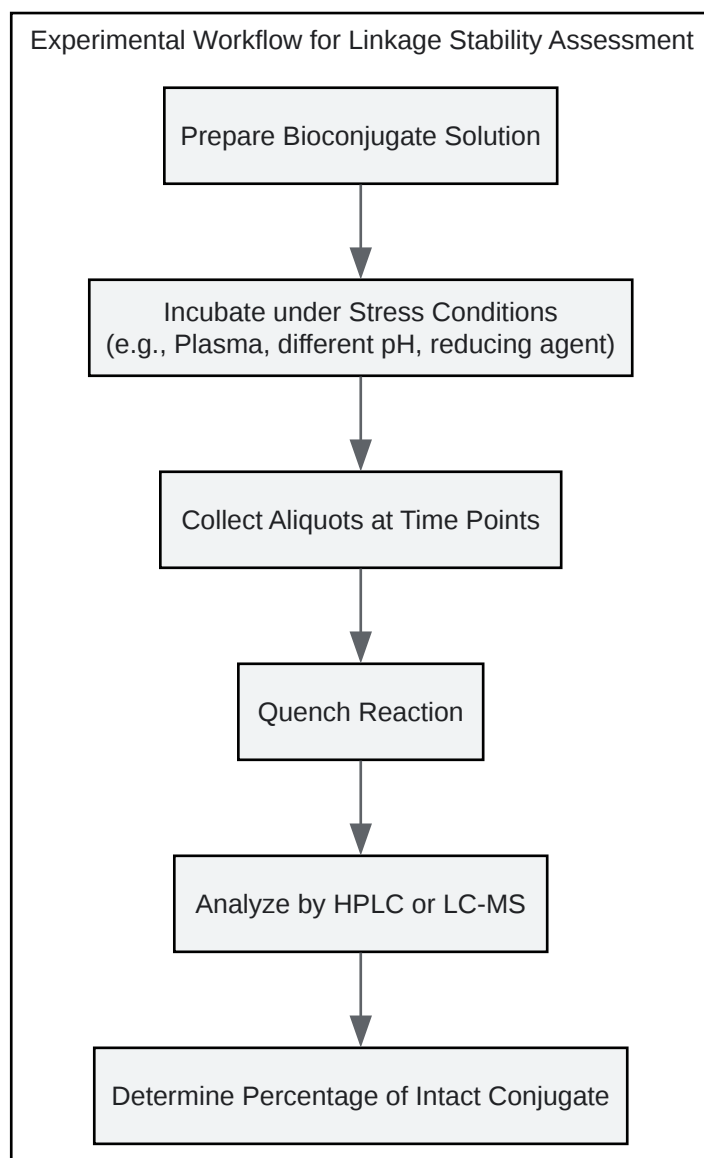 Experimental Workflow for Linkage Stability Assessment
Prepare Bioconjugate Solution
Incubate under Stress Conditions
(e.g., Plasma, different pH, reducing agent)
Collect Aliquots at Time Points
Quench Reaction
Analyze by HPLC or LC-MS
Determine Percentage of Intact Conjugate